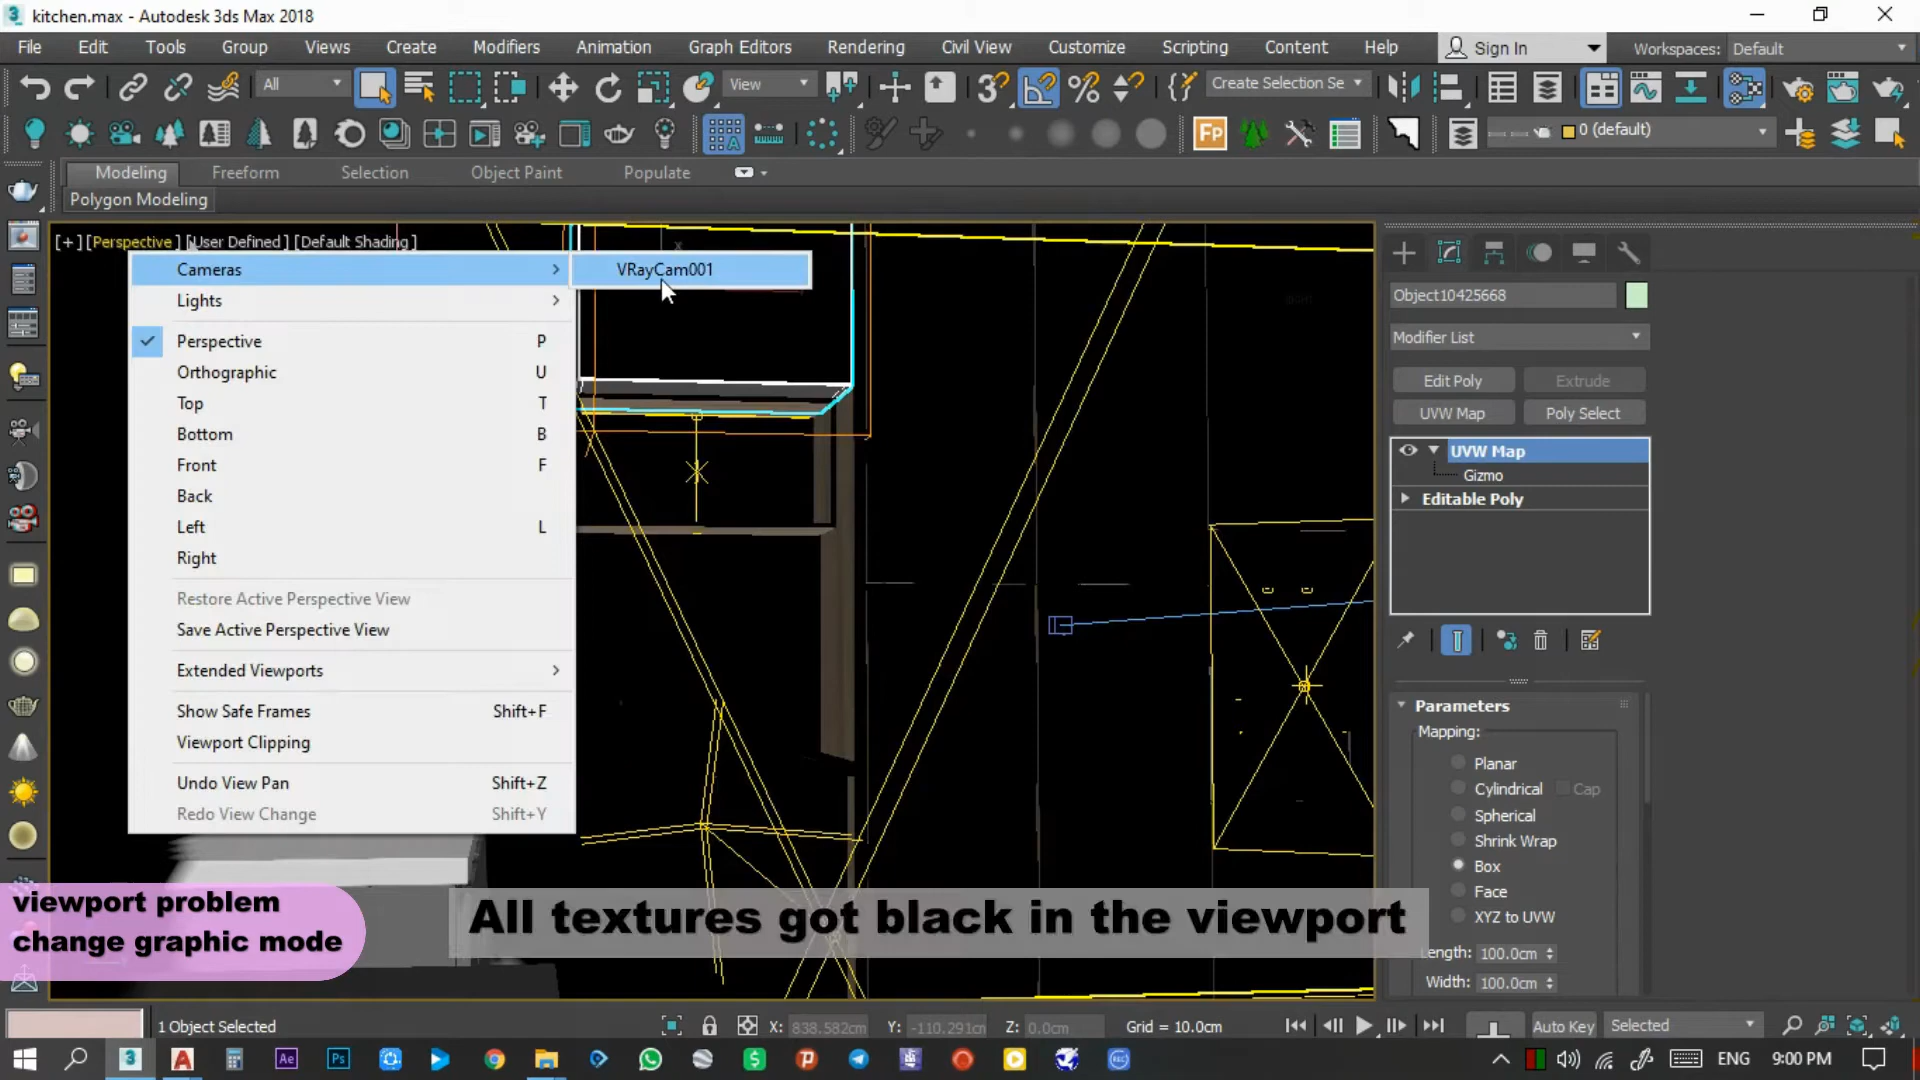 kitchen.max - Autodesk 3ds Max 2018
File Edit Tools Group Views Create Modifiers Animation Graph Editors Rendering Civil View Customize Scripting Content Help Sign In Workspaces: Default
All View Create Selection Se
0 (default)
Modeling Freeform Selection Object Paint Populate
Polygon Modeling
[+] [Perspective] [User Defined] [Default Shading]
Cameras
VRayCam001
Lights
Perspective P
Orthographic U
Top T
Bottom B
Front F
Back
Left L
Right
Restore Active Perspective View
Save Active Perspective View
Extended Viewports
Show Safe Frames Shift+F
Viewport Clipping
Undo View Pan Shift+Z
Redo View Change Shift+Y
Object10425668
Modifier List
Edit Poly Extrude
UVW Map Poly Select
UVW Map
Gizmo
Editable Poly
Parameters
Mapping:
Planar
Cylindrical Cap
Spherical
Shrink Wrap
Box
Face
XYZ to UVW
Length: 100.0cm
Width: 100.0cm
viewport problem
change graphic mode
All textures got black in the viewport
1 Object Selected X: 838.582cm Y: -110.291cm Z: 0.0cm Grid = 10.0cm Auto Key Selected
ENG 9:00 PM